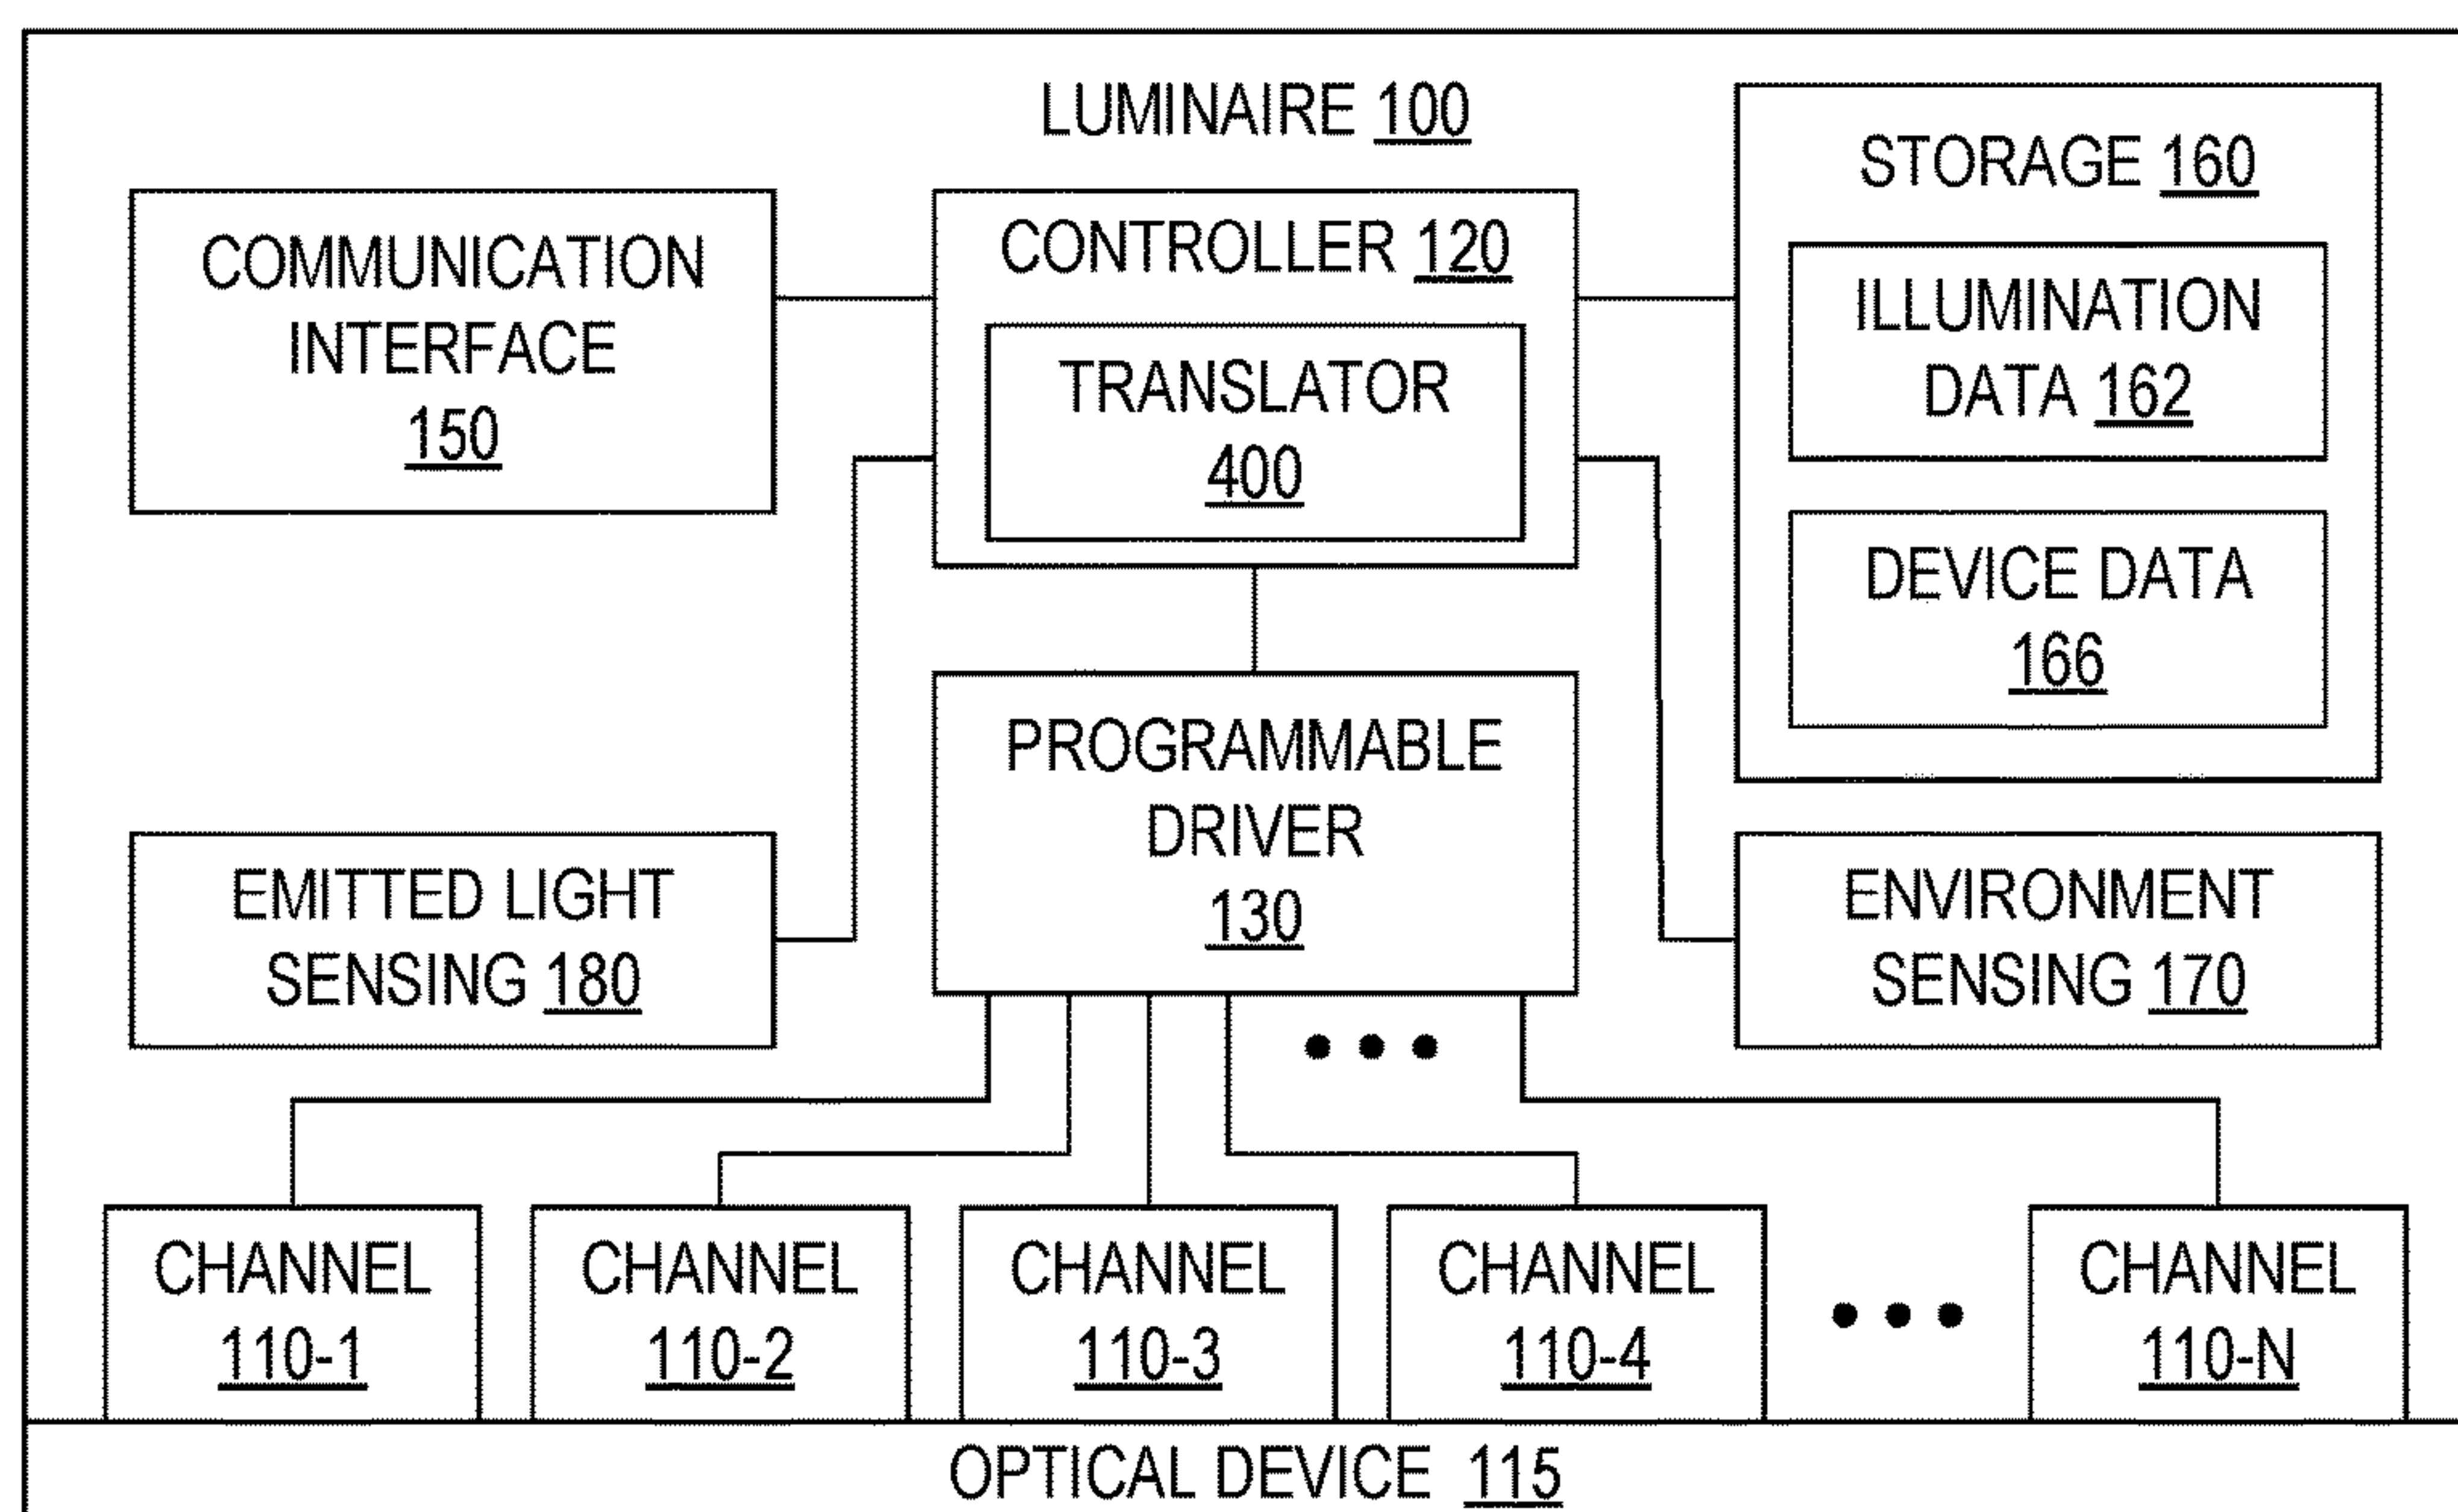 LUMINAIRE 100
COMMUNICATION
INTERFACE
150
CONTROLLER 120
TRANSLATOR
400
STORAGE 160
ILLUMINATION
DATA 162
DEVICE DATA
166
PROGRAMMABLE
DRIVER
130
EMITTED LIGHT
SENSING 180
ENVIRONMENT
SENSING 170
CHANNEL
110-1
CHANNEL
110-2
CHANNEL
110-3
CHANNEL
110-4
CHANNEL
110-N
OPTICAL DEVICE 115